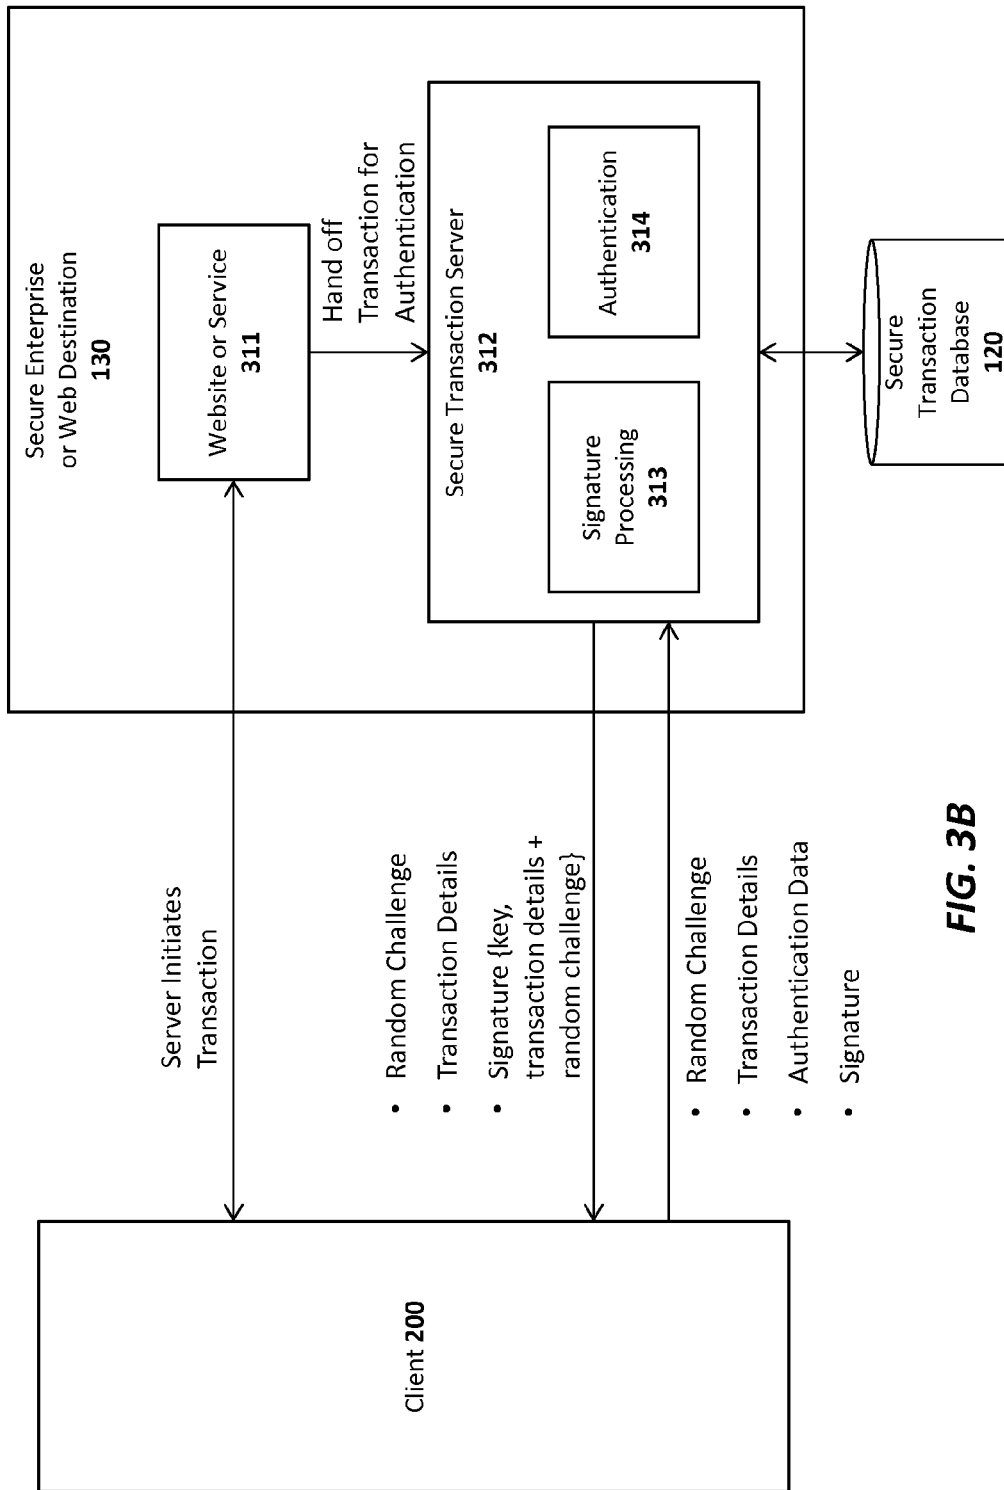 Secure Enterprise
or Web Destination
130
Website or Service
311
Server Initiates
Transaction
Hand off
Transaction for
Authentication
Secure Transaction Server
312
Signature
Processing
313
Authentication
314
Client 200
• Random Challenge
• Transaction Details
• Signature {key,
transaction details +
random challenge}
• Random Challenge
• Transaction Details
• Authentication Data
• Signature
Secure
Transaction
Database
120
FIG. 3B